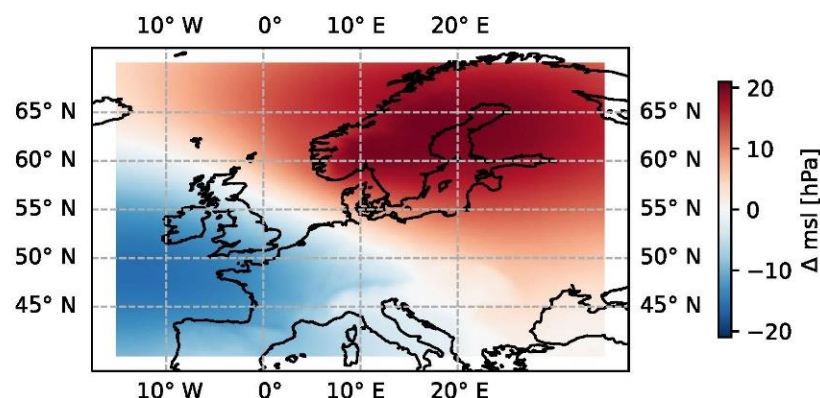 10° W 0° 10° E 20° E
65° N 65° N 20
60° N 60° N 10
55° N 55° N 0
50° N 50° N −10
45° N 45° N −20
Δ msl [hPa]
10° W 0° 10° E 20° E